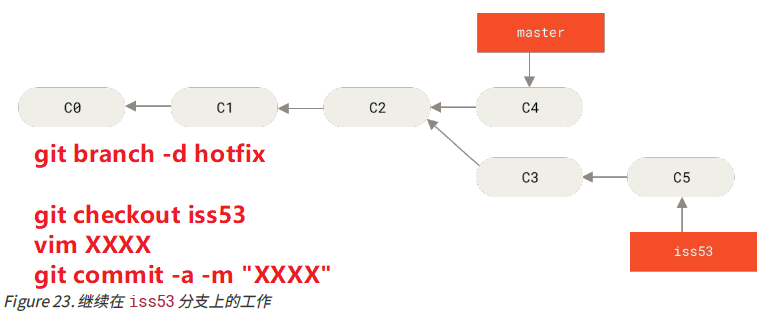 master
C0
C1
C2
C4
git branch -d hotfix
C3
C5
git checkout iss53
vim XXXX
iss53
git commit -a -m "XXXX"
Figure 23. 继续在 iss53 分支上的工作